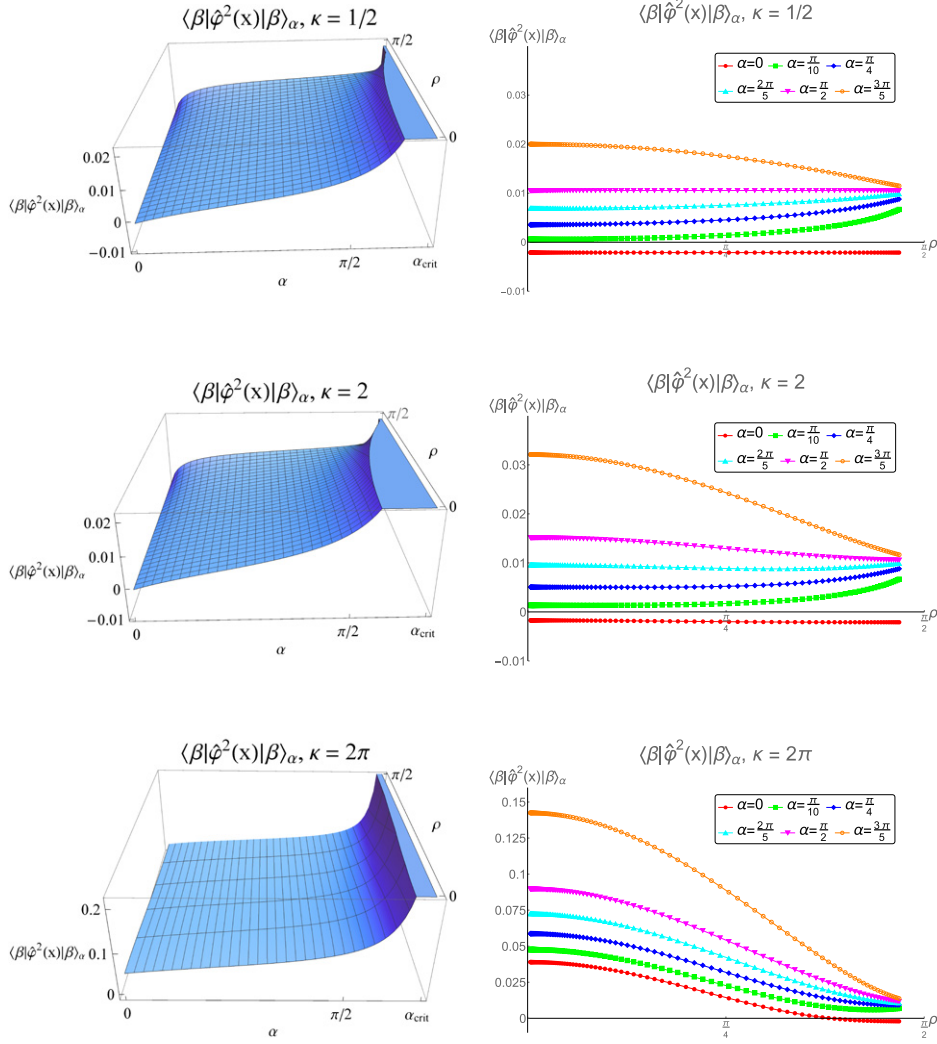 ⟨β|φ̂²(x)|β⟩α, κ = 1/2
π/2
ρ
0
0.02
0.01
0
−0.01
⟨β|φ̂²(x)|β⟩α
0
π/2
αcrit
α
⟨β|φ̂²(x)|β⟩α, κ = 1/2
⟨β|φ̂²(x)|β⟩α
0.04
0.03
0.02
0.01
0
-0.01
α=0 α=π/10 α=π/4
α=2π/5 α=π/2 α=3π/5
π/4
π/2
ρ
⟨β|φ̂²(x)|β⟩α, κ = 2
π/2
ρ
0
0.02
0.01
0
−0.01
⟨β|φ̂²(x)|β⟩α
0
π/2
αcrit
α
⟨β|φ̂²(x)|β⟩α, κ = 2
⟨β|φ̂²(x)|β⟩α
0.04
0.03
0.02
0.01
0
-0.01
α=0 α=π/10 α=π/4
α=2π/5 α=π/2 α=3π/5
π/4
π/2
ρ
⟨β|φ̂²(x)|β⟩α, κ = 2π
π/2
ρ
0
0.2
0.1
0
⟨β|φ̂²(x)|β⟩α
0
π/2
αcrit
α
⟨β|φ̂²(x)|β⟩α, κ = 2π
⟨β|φ̂²(x)|β⟩α
0.15
0.125
0.1
0.075
0.05
0.025
0
α=0 α=π/10 α=π/4
α=2π/5 α=π/2 α=3π/5
π/4
π/2
ρ